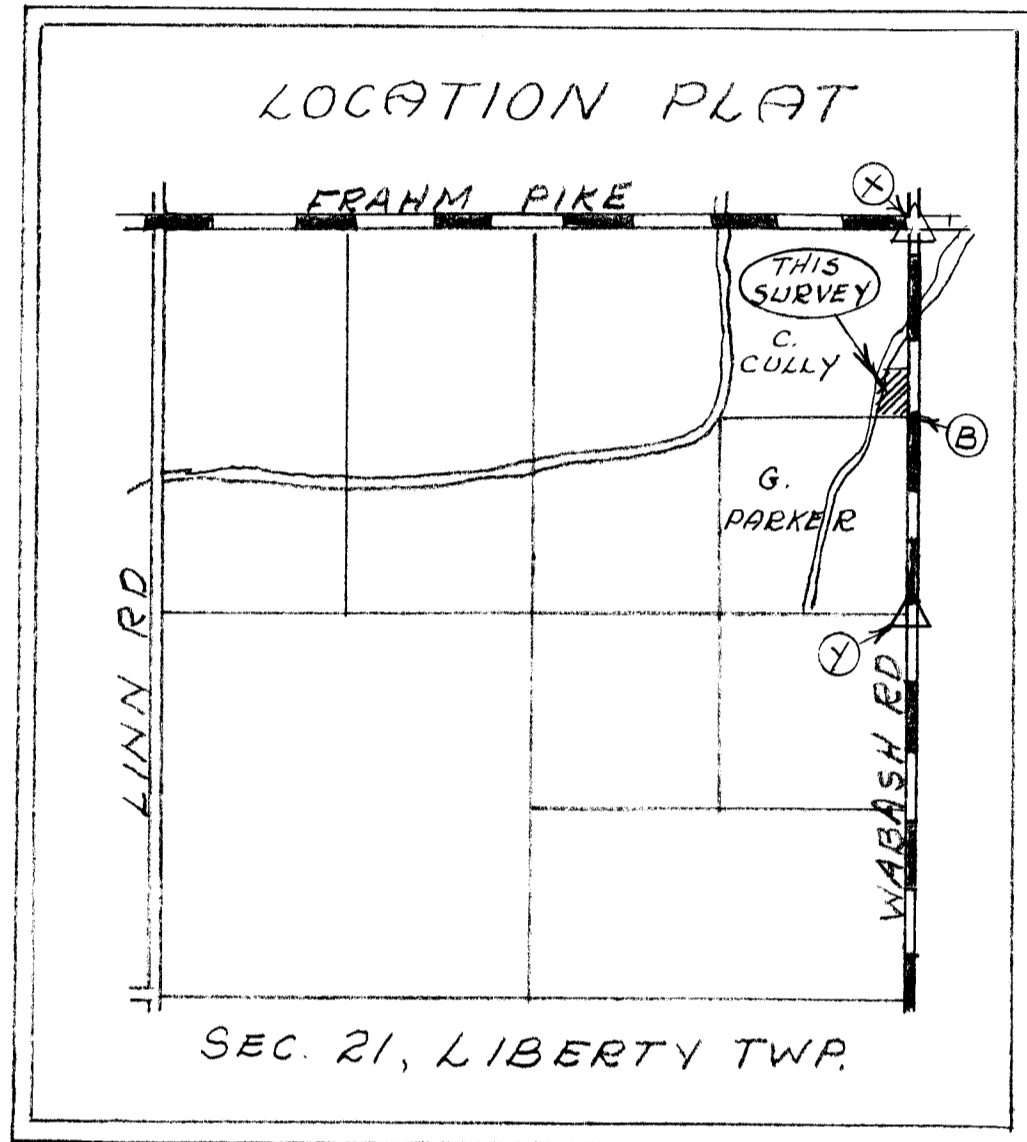 LOCATION PLAT
X
FRAHM PIKE
THIS
SURVEY
C.
CULLY
B
G.
PARKER
Y
LINN RD
WABASH RD
SEC. 21, LIBERTY TWP.